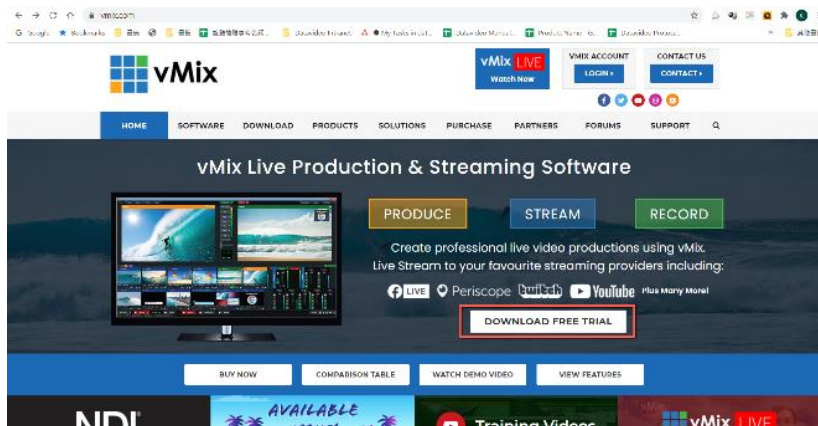 vmix.com
Google Bookmarks
vMix
vMix LIVE
Watch Now
VMIX ACCOUNT
LOGIN
CONTACT US
CONTACT
HOME SOFTWARE DOWNLOAD PRODUCTS SOLUTIONS PURCHASE PARTNERS FORUMS SUPPORT
vMix Live Production & Streaming Software
PRODUCE STREAM RECORD
Create professional live video productions using vMix.
Live Stream to your favourite streaming providers including:
LIVE Periscope twitch YouTube Plus Many More!
DOWNLOAD FREE TRIAL
BUY NOW COMPARISON TABLE WATCH DEMO VIDEO VIEW FEATURES
NDI
AVAILABLE
Training Videos
vMix LIVE